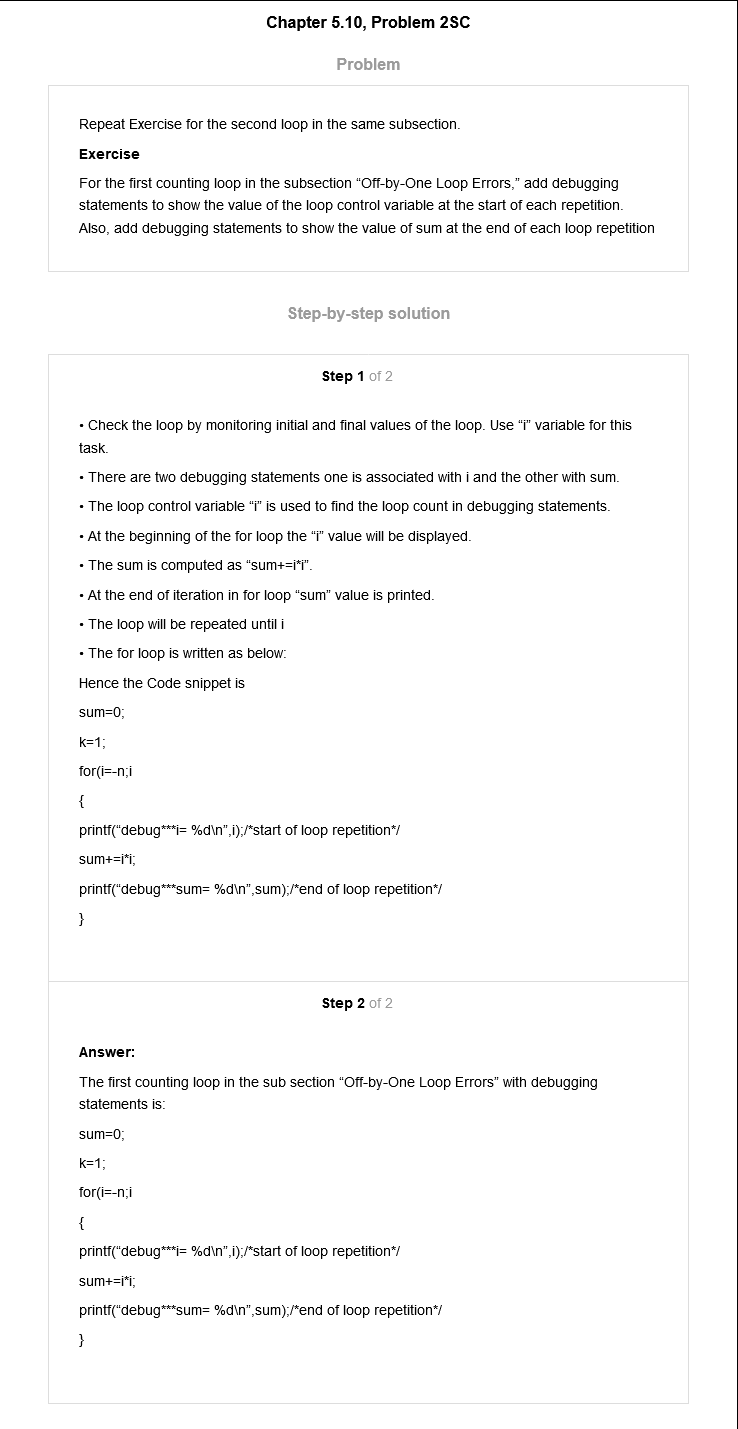 Chapter 5.10, Problem 2SC
Problem
Repeat Exercise for the second loop in the same subsection.
Exercise
For the first counting loop in the subsection “Off-by-One Loop Errors,” add debugging
statements to show the value of the loop control variable at the start of each repetition.
Also, add debugging statements to show the value of sum at the end of each loop repetition
Step-by-step solution
Step 1 of 2
• Check the loop by monitoring initial and final values of the loop. Use “i” variable for this
task.
• There are two debugging statements one is associated with i and the other with sum.
• The loop control variable “i” is used to find the loop count in debugging statements.
• At the beginning of the for loop the “i” value will be displayed.
• The sum is computed as “sum+=i*i”.
• At the end of iteration in for loop “sum” value is printed.
• The loop will be repeated until i
• The for loop is written as below:
Hence the Code snippet is
sum=0;
k=1;
for(i=-n;i
{
printf(“debug***i= %d\n”,i);/*start of loop repetition*/
sum+=i*i;
printf(“debug***sum= %d\n”,sum);/*end of loop repetition*/
}
Step 2 of 2
Answer:
The first counting loop in the sub section “Off-by-One Loop Errors” with debugging
statements is:
sum=0;
k=1;
for(i=-n;i
{
printf(“debug***i= %d\n”,i);/*start of loop repetition*/
sum+=i*i;
printf(“debug***sum= %d\n”,sum);/*end of loop repetition*/
}